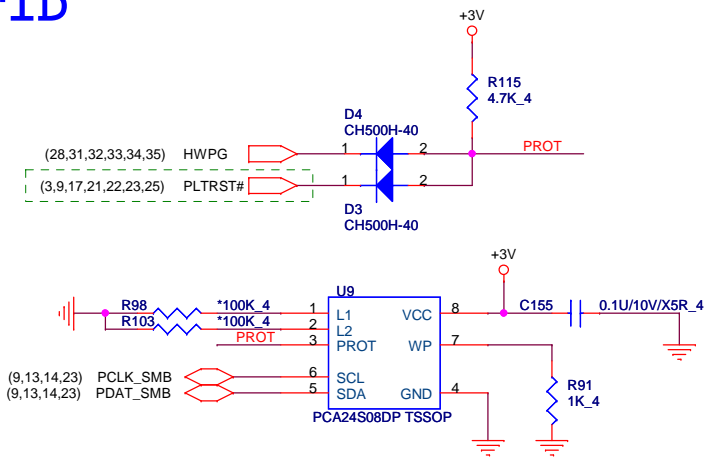 +3V
R115
4.7K_4
D4
CH500H-40
(28,31,32,33,34,35) HWPG 1 2 PROT
(3,9,17,21,22,23,25) PLTRST# 1 2
D3
CH500H-40
+3V
U9
R98 *100K_4 1 L1 VCC 8 C155 0.1U/10V/X5R_4
R103 *100K_4 2 L2
PROT 3 PROT WP 7
(9,13,14,23) PCLK_SMB 6 SCL
(9,13,14,23) PDAT_SMB 5 SDA GND 4
R91
1K_4
PCA24S08DP TSSOP